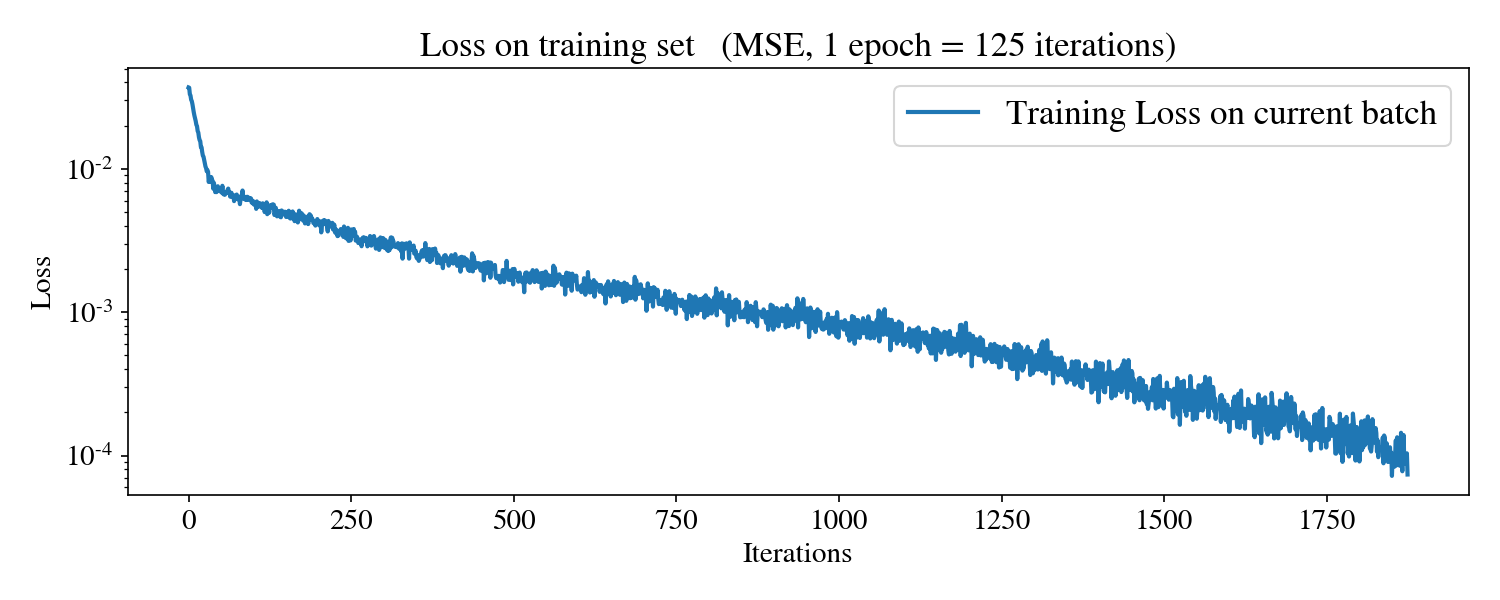 Loss on training set   (MSE, 1 epoch = 125 iterations)
Training Loss on current batch
Loss
10⁻²
10⁻³
10⁻⁴
0 250 500 750 1000 1250 1500 1750
Iterations